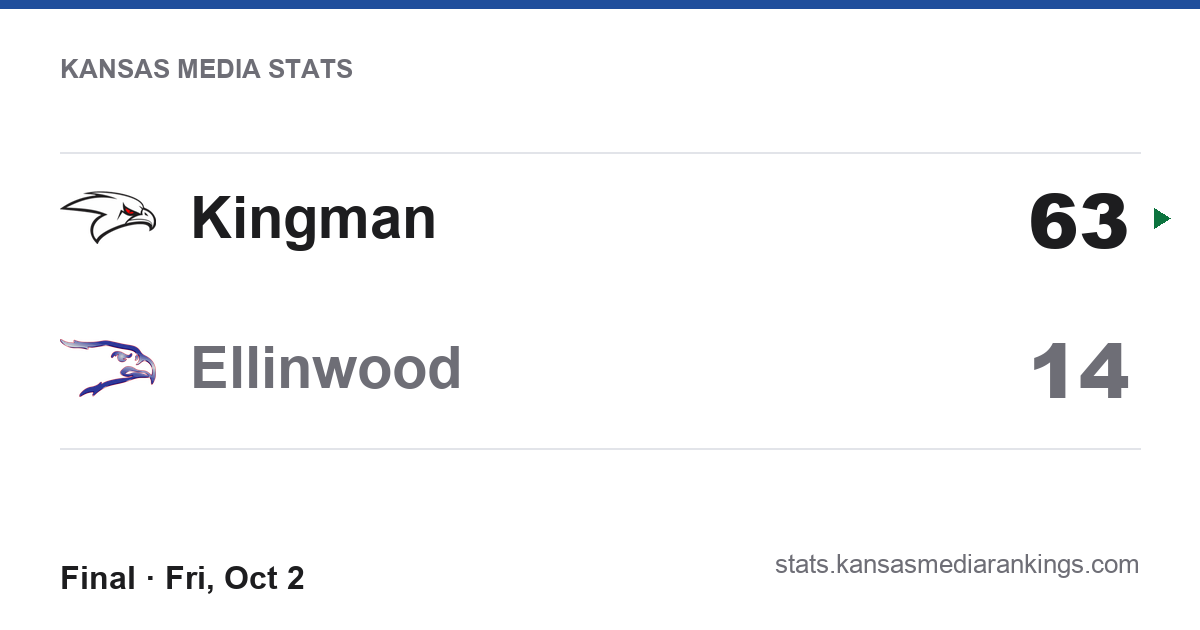 KANSAS MEDIA STATS
Kingman 63
Ellinwood 14
Final · Fri, Oct 2
stats.kansasmediarankings.com